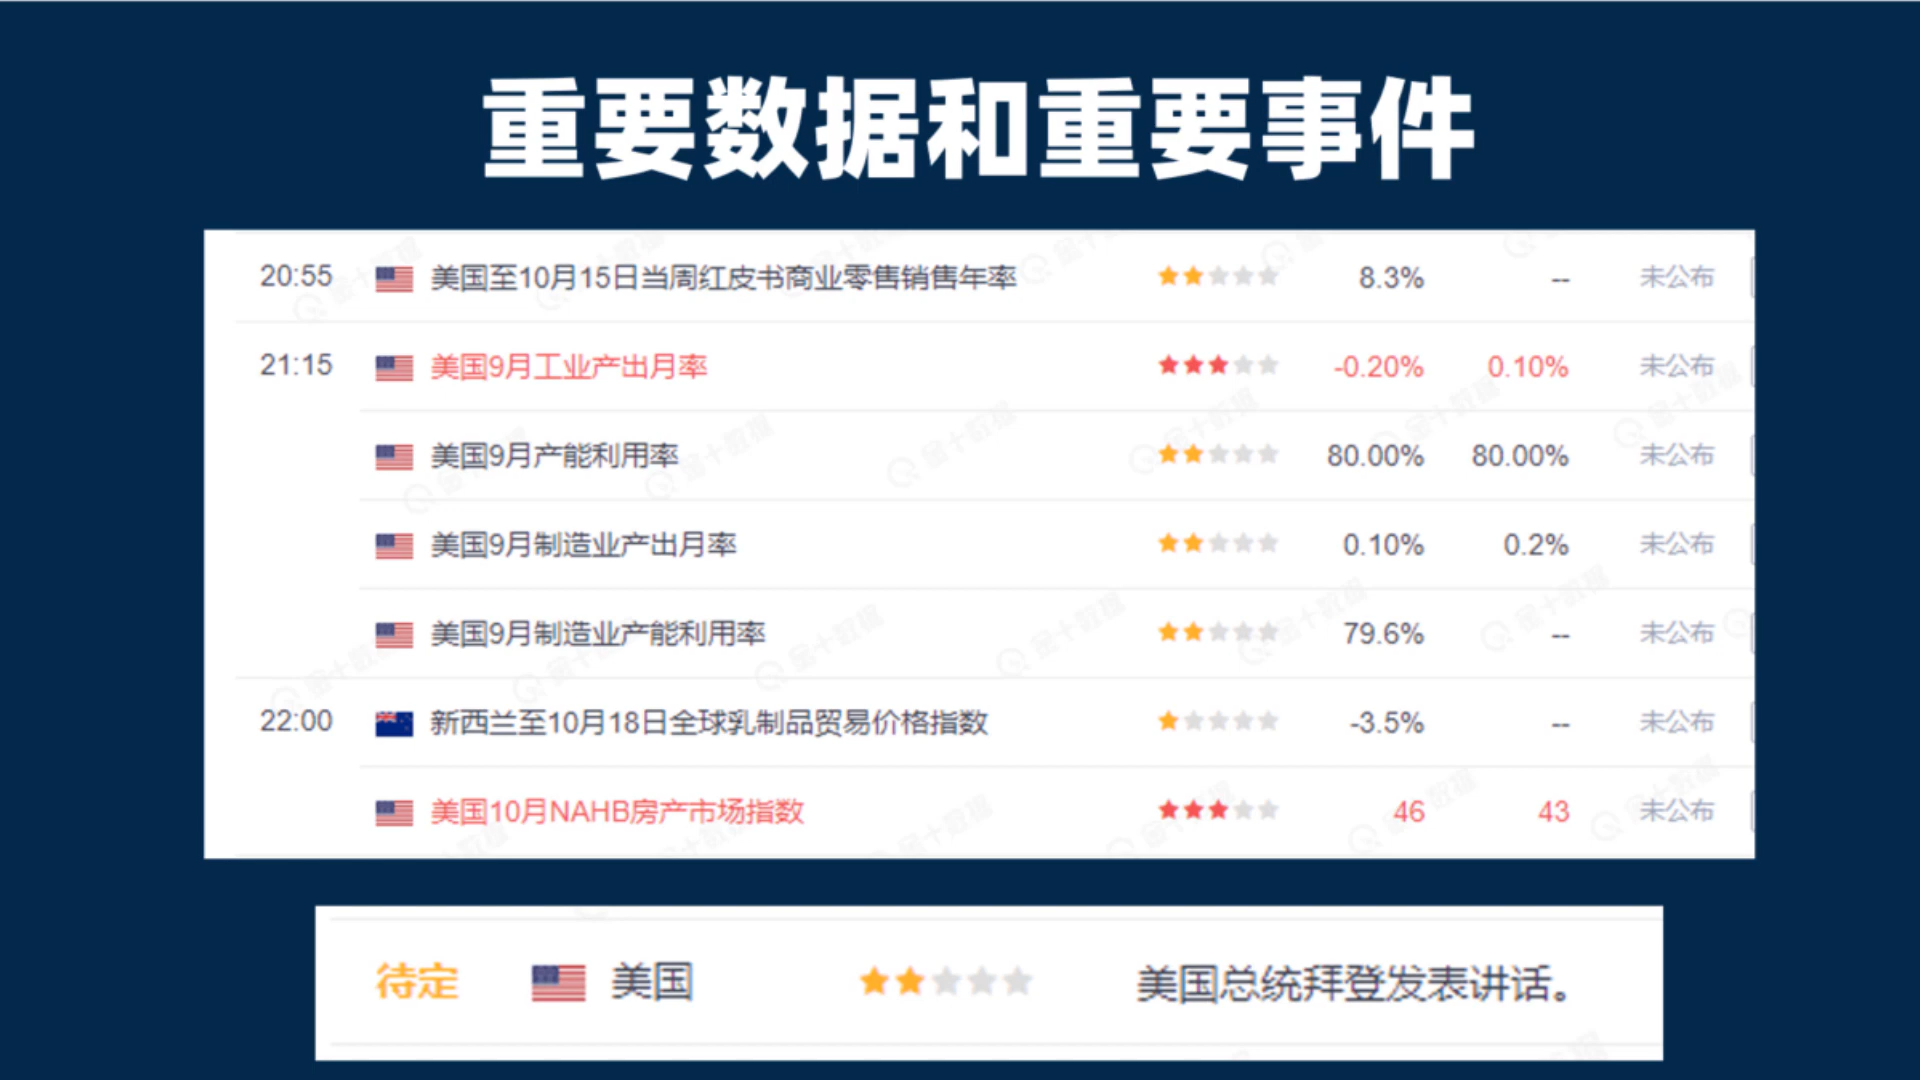 重要数据和重要事件
20:55 美国至10月15日当周红皮书商业零售销售年率 8.3% -- 未公布
21:15 美国9月工业产出月率 -0.20% 0.10% 未公布
美国9月产能利用率 80.00% 80.00% 未公布
美国9月制造业产出月率 0.10% 0.2% 未公布
美国9月制造业产能利用率 79.6% -- 未公布
22:00 新西兰至10月18日全球乳制品贸易价格指数 -3.5% -- 未公布
美国10月NAHB房产市场指数 46 43 未公布
待定 美国 美国总统拜登发表讲话。